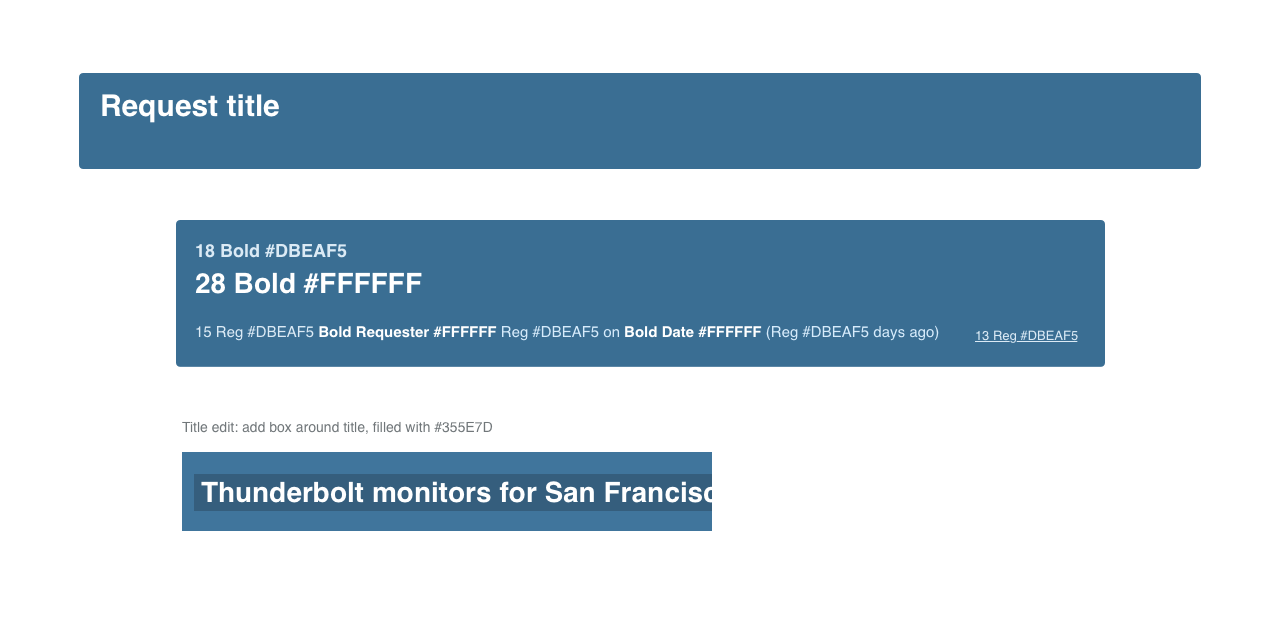 Request title
18 Bold #DBEAF5
28 Bold #FFFFFF
15 Reg #DBEAF5 Bold Requester #FFFFFF Reg #DBEAF5 on Bold Date #FFFFFF (Reg #DBEAF5 days ago)
13 Reg #DBEAF5
Title edit: add box around title, filled with #355E7D
Thunderbolt monitors for San Francisc